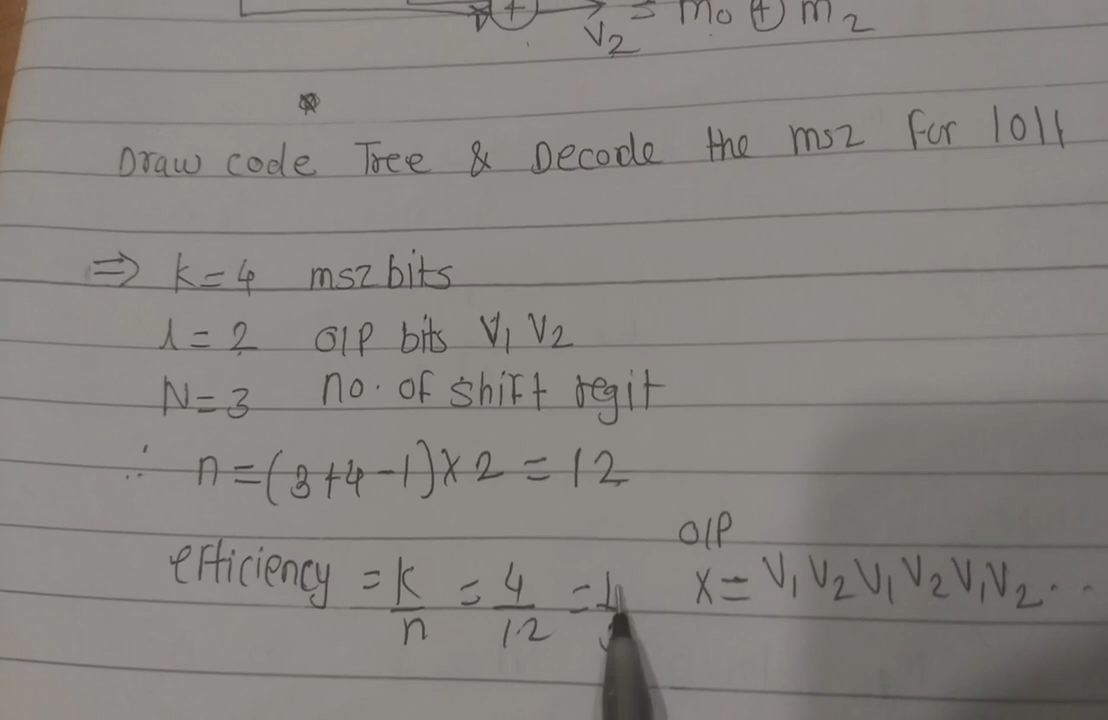 V2 = m0 ⊕ m2
Draw code Tree & Decode the msz for 1011
⇒ k=4 msz bits
λ=2 O/P bits V1 V2
N=3 no. of shift regit
∴ n=(3+4-1)×2=12
O/P
efficiency = k/n = 4/12 = 1 x= V1 V2 V1 V2 V1 V2 ..